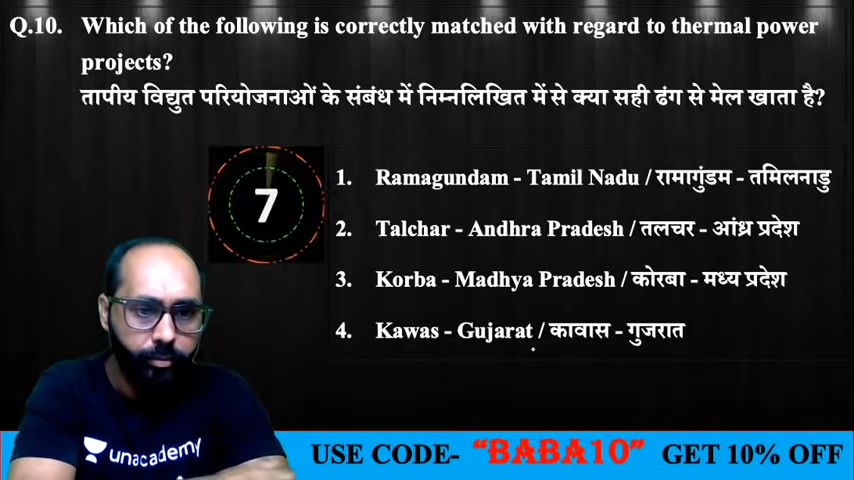 Q.10. Which of the following is correctly matched with regard to thermal power
projects?
तापीय विद्युत परियोजनाओं के संबंध में निम्नलिखित में से क्या सही ढंग से मेल खाता है?
7
1. Ramagundam - Tamil Nadu / रामागुंडम - तमिलनाडु
2. Talchar - Andhra Pradesh / तलचर - आंध्र प्रदेश
3. Korba - Madhya Pradesh / कोरबा - मध्य प्रदेश
4. Kawas - Gujarat / कावास - गुजरात
unacademy
USE CODE- “BABA10” GET 10% OFF